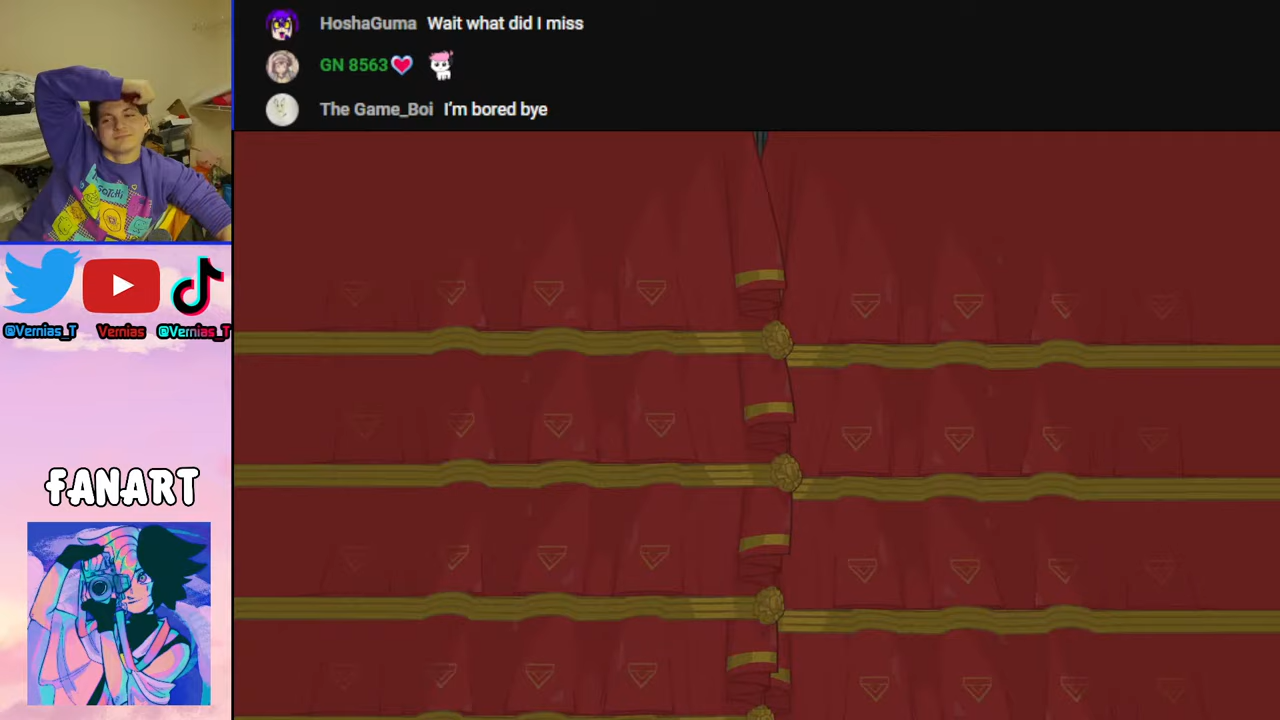 HoshaGuma Wait what did I miss
GN 8563
The Game_Boi I'm bored bye
@Vernias_T Vernias @Vernias_T
FANART